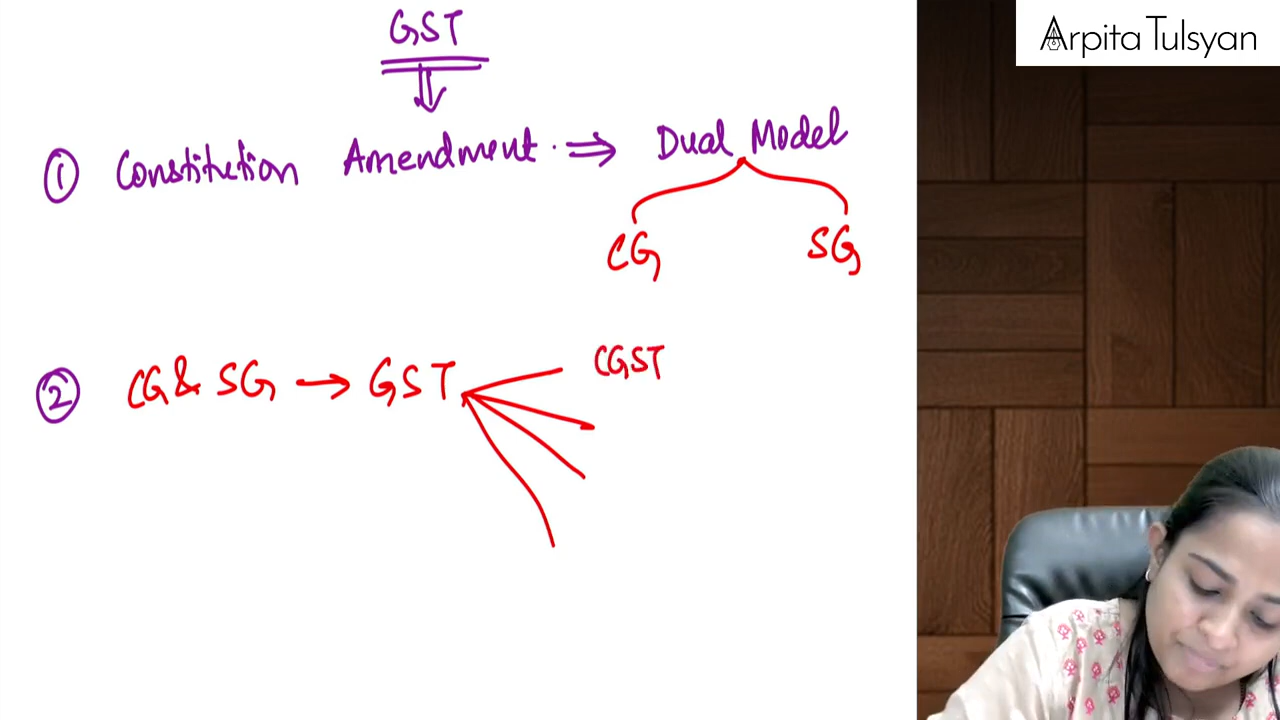 Arpita Tulsyan
GST
① Constitution Amendment. ⇒ Dual Model
CG SG
② CG & SG → GST CGST